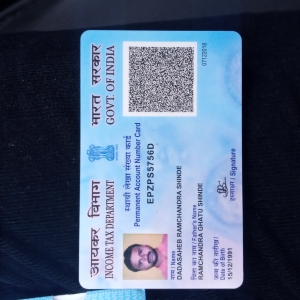 आयकर विभाग
INCOME TAX DEPARTMENT
भारत सरकार
GOVT. OF INDIA
स्थायी लेखा संख्या कार्ड
Permanent Account Number Card
EPZPS5756D
नाम / Name
DADASAHEB RAMCHANDRA SHINDE
पिता का नाम / Father's Name
RAMCHANDRA GHATU SHINDE
जन्म की तारीख /
Date of Birth
15/12/1991
हस्ताक्षर / Signature
07122018